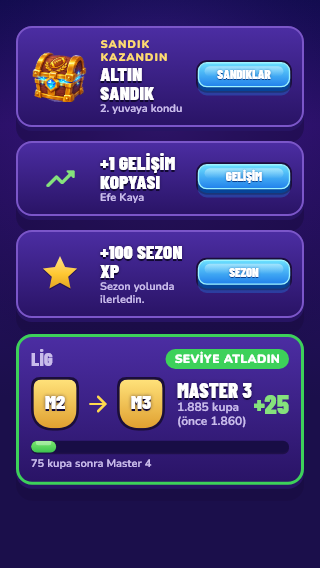 SANDIK
KAZANDIN
ALTIN
SANDIK
2. yuvaya kondu
SANDIKLAR
+1 GELİŞİM
KOPYASI
Efe Kaya
GELİŞİM
+100 SEZON
XP
Sezon yolunda
ilerledin.
SEZON
LİG
SEVİYE ATLADIN
M2
M3
MASTER 3
1.885 kupa
(önce 1.860)
+25
75 kupa sonra Master 4